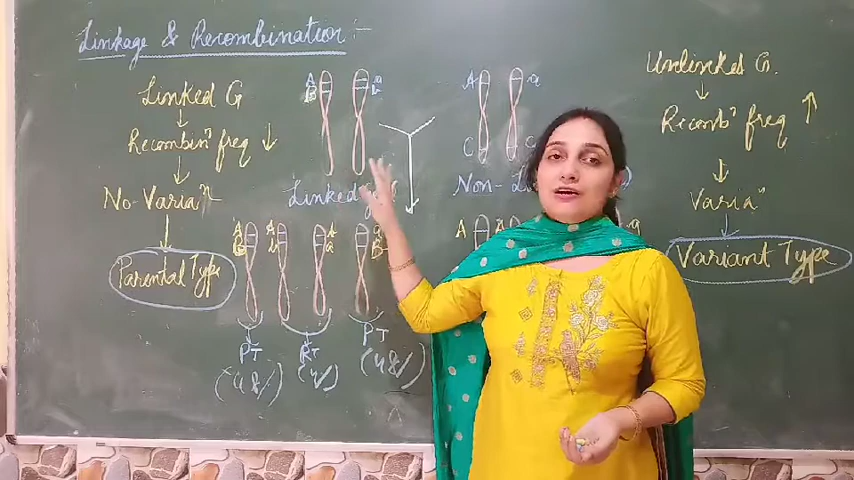 Linkage & Recombination :-
Linked G
↓
Recombinⁿ freq ↓
↓
No-Variaⁿ
↓
Parental Type
A a
B b
Linked
A A A a
B b a b
PT RT PT
(48%) (4%) (48%)
A a
C
Non-
A
Unlinked G.
↓
Recombⁿ freq ↑
↓
Variaⁿ
↓
Variant Type